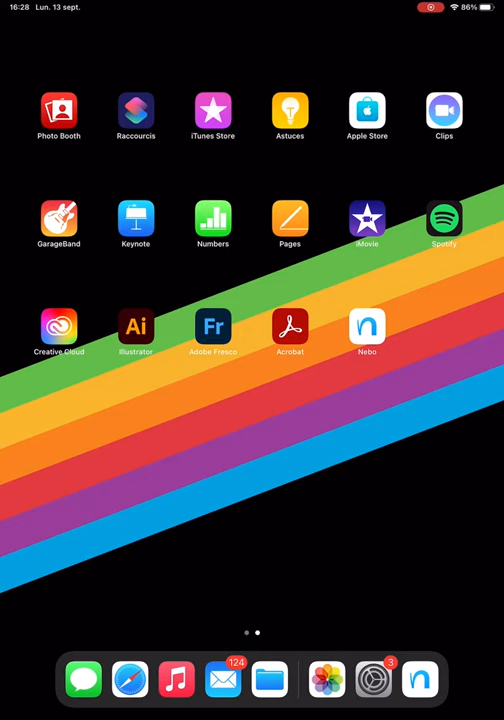 16:28 Lun. 13 sept. 86%
Photo Booth Raccourcis iTunes Store Astuces Apple Store Clips
GarageBand Keynote Numbers Pages iMovie Spotify
Ai Fr
Creative Cloud Illustrator Adobe Fresco Acrobat Nebo
124 3